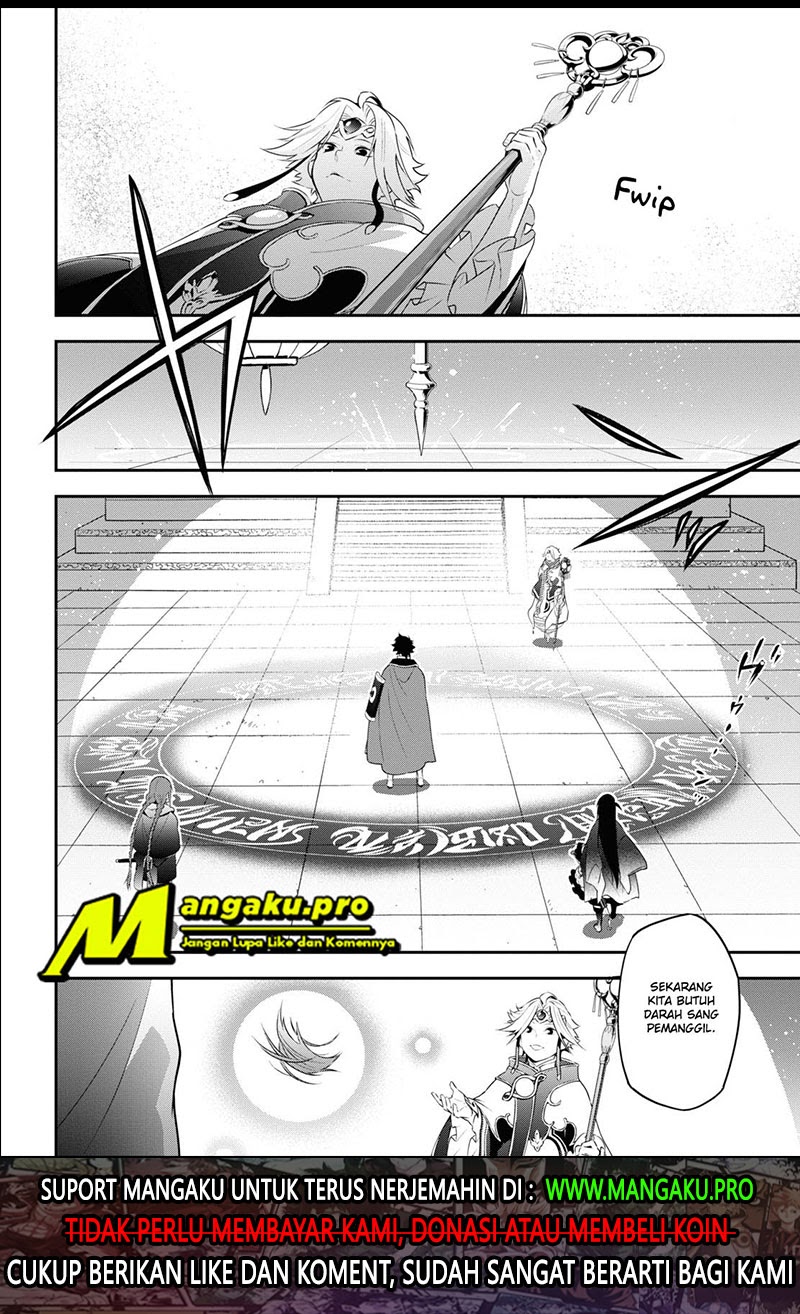 Fwip
Mangaku.pro
Jangan Lupa Like dan Komennya
SEKARANG
KITA BUTUH
DARAH SANG
PEMANGGIL.
SUPORT MANGAKU UNTUK TERUS NERJEMAHIN DI : WWW.MANGAKU.PRO
TIDAK PERLU MEMBAYAR KAMI, DONASI ATAU MEMBELI KOIN
CUKUP BERIKAN LIKE DAN KOMENT, SUDAH SANGAT BERARTI BAGI KAMI